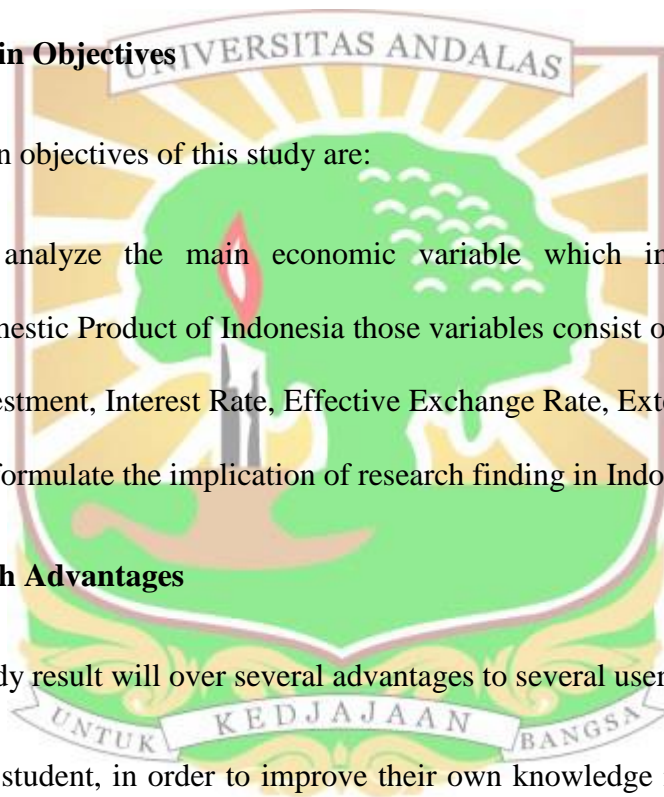 UNIVERSITAS ANDALAS
in Objectives
n objectives of this study are:
analyze the main economic variable which in
nestic Product of Indonesia those variables consist o
estment, Interest Rate, Effective Exchange Rate, Exte
formulate the implication of research finding in Indo
h Advantages
dy result will over several advantages to several user
UNTUK KEDJAJAAN BANGSA
student, in order to improve their own knowledge